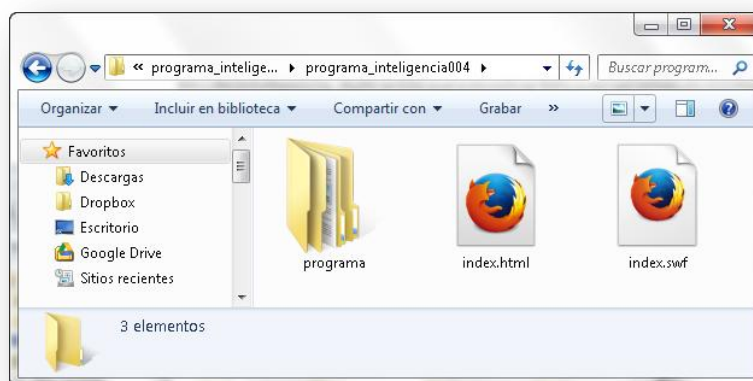 « programa_intelige... ▸ programa_inteligencia004 ▸
Buscar program...
Organizar ▾ Incluir en biblioteca ▾ Compartir con ▾ Grabar »
Favoritos
Descargas
Dropbox
Escritorio
Google Drive
Sitios recientes
programa
index.html
index.swf
3 elementos